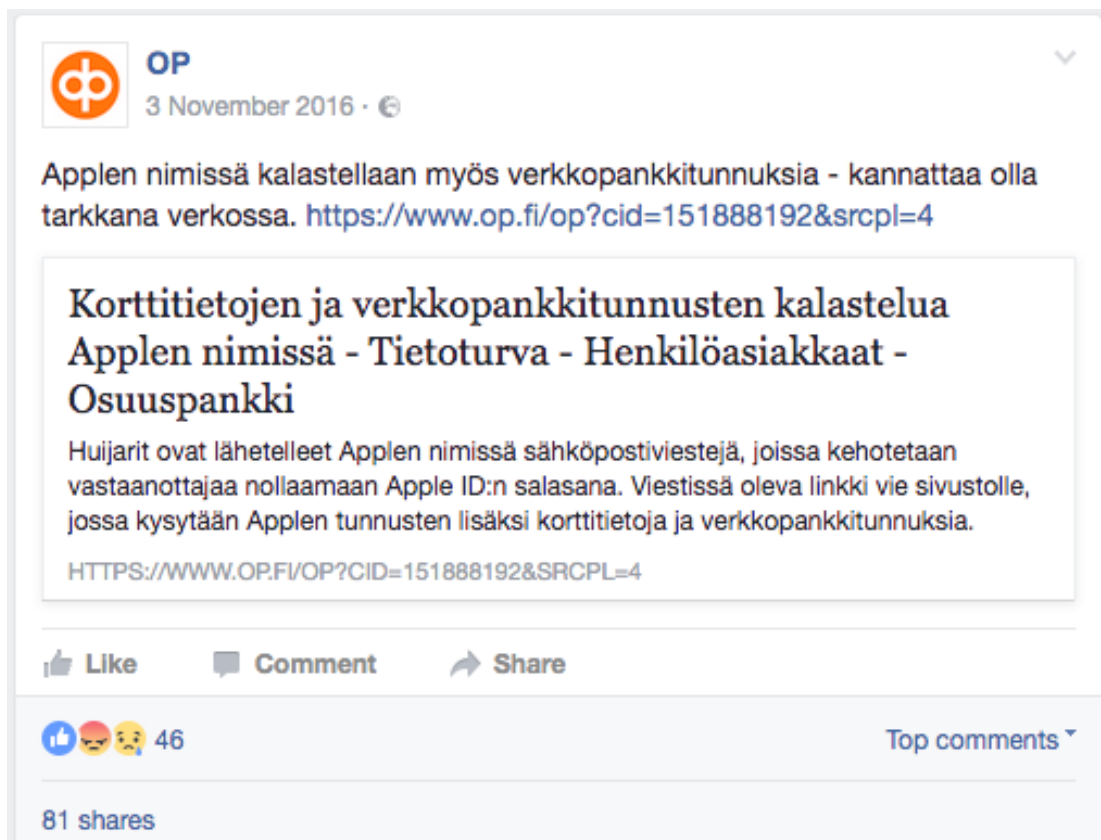 OP
3 November 2016 ·
Applen nimissä kalastellaan myös verkkopankkitunnuksia - kannattaa olla
tarkkana verkossa. https://www.op.fi/op?cid=151888192&srcpl=4
Korttitietojen ja verkkopankkitunnusten kalastelua
Applen nimissä - Tietoturva - Henkilöasiakkaat -
Osuuspankki
Huijarit ovat lähetelleet Applen nimissä sähköpostiviestejä, joissa kehotetaan
vastaanottajaa nollaamaan Apple ID:n salasana. Viestissä oleva linkki vie sivustolle,
jossa kysytään Applen tunnusten lisäksi korttitietoja ja verkkopankkitunnuksia.
HTTPS://WWW.OP.FI/OP?CID=151888192&SRCPL=4
Like Comment Share
46 Top comments
81 shares